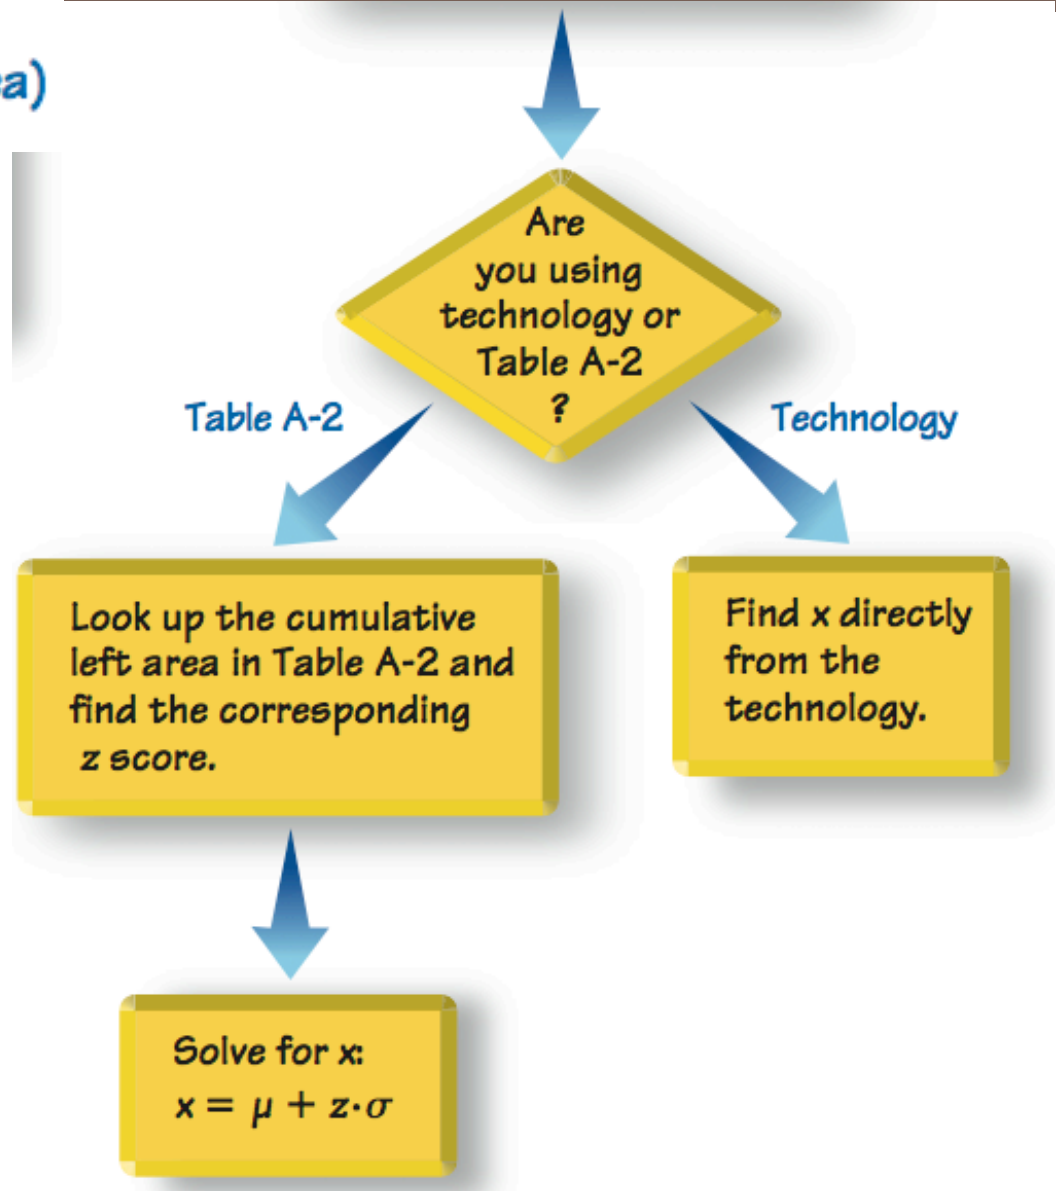 a)
Are
you using
technology or
Table A-2
?
Table A-2
Technology
Look up the cumulative
left area in Table A-2 and
find the corresponding
z score.
Find x directly
from the
technology.
Solve for x:
x = μ + z·σ